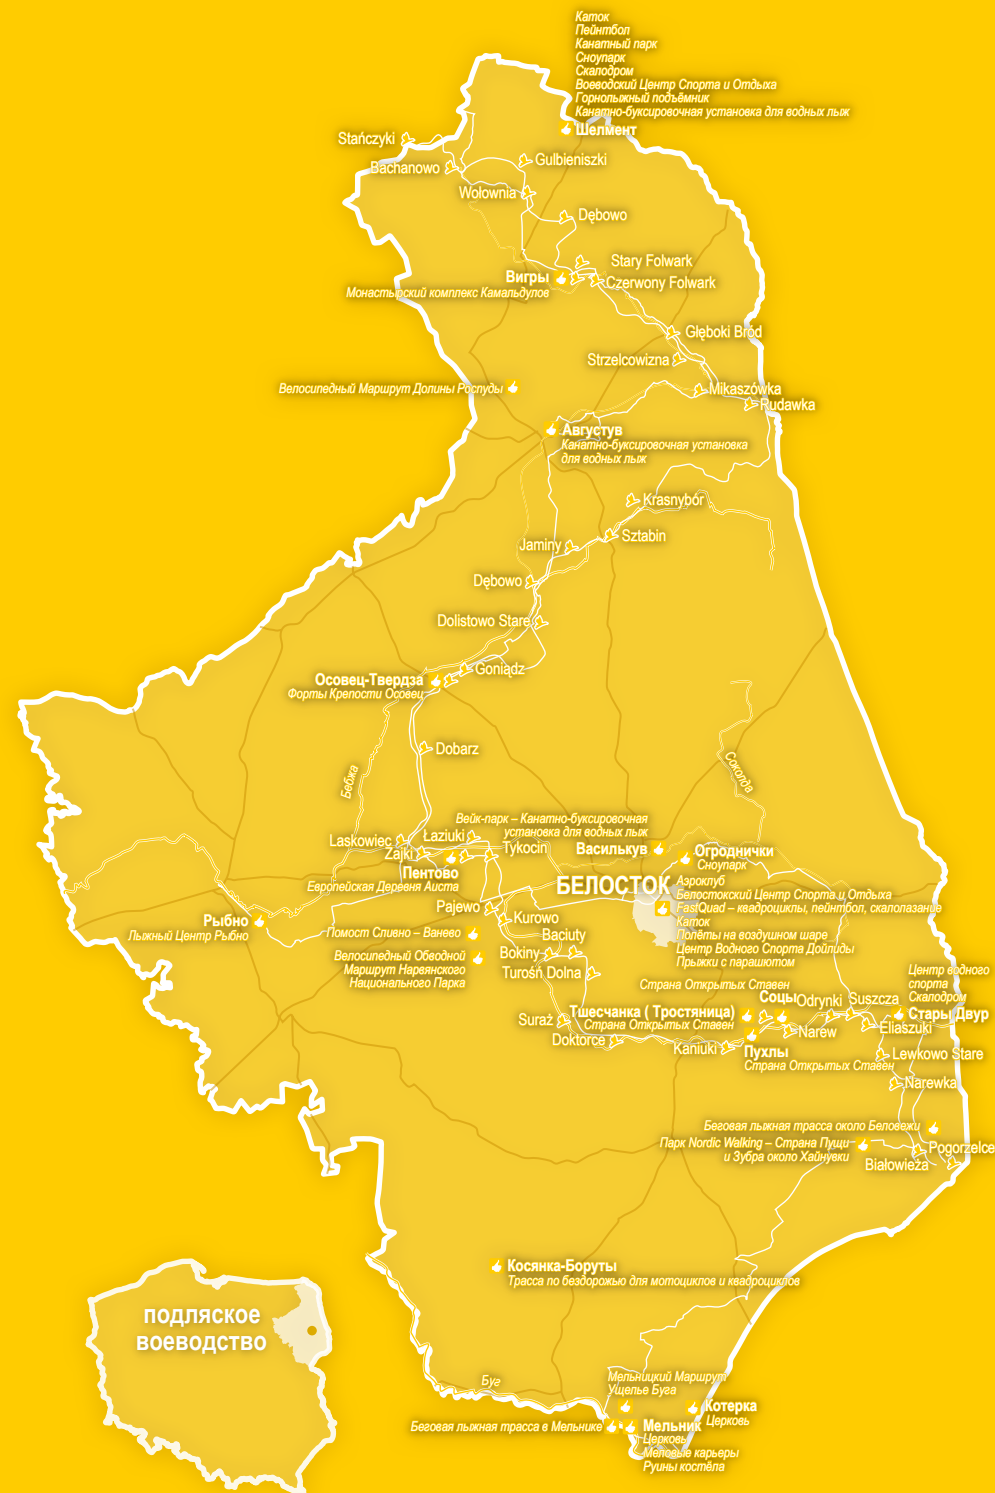 Каток
Пейнтбол
Канатный парк
Сноупарк
Скалодром
Воеводский Центр Спорта и Отдыха
Горнолыжный подъёмник
Канатно-буксировочная установка для водных лыж
Шелмент
Stańczyki
Bachanowo
Gulbieniszki
Wołownia
Dębowo
Stary Folwark
Вигры
Czerwony Folwark
Монастырский комплекс Камальдулов
Głęboki Bród
Strzelcowizna
Велосипедный Маршрут Долины Роспуды
Mikaszówka
Rudawka
Августув
Канатно-буксировочная установка
для водных лыж
Krasnybór
Sztabin
Jaminy
Dębowo
Dolistowo Stare
Goniądz
Осовец-Твердза
Форты Крепости Осовец
Dobarz
Бебжа
Соколда
Вейк-парк – Канатно-буксировочная
установка для водных лыж
Laskowiec
Łaziuki
Zajki
Tykocin
Васильков
Огроднички
Сноупарк
Пентово
Европейская Деревня Аиста
БЕЛОСТОК
Аэроклуб
Белостокский Центр Спорта и Отдыха
FastQuad – квадроциклы, пейнтбол, скалолазание
Каток
Полёты на воздушном шаре
Центр Водного Спорта Дойлиды
Прыжки с парашютом
Pajewo
Kurowo
Рыбно
Лыжный Центр Рыбно
Помост Сливно – Ванево
Baciuty
Велосипедный Обводной
Маршрут Нарвянского
Национального Парка
Bokiny
Turośń Dolna
Центр водного
спорта
Скалодром
Страна Открытых Ставен
Соцы
Odrynki
Suszcza
Стары Двур
Тшесчанка ( Тростяница)
Страна Открытых Ставен
Suraż
Doktorce
Narew
Eliaszuki
Kaniuki
Пухлы
Страна Открытых Ставен
Lewkowo Stare
Narewka
Беговая лыжная трасса около Беловежи
Парк Nordic Walking – Страна Пущи
и Зубра около Хайнувки
Pogorzelce
Białowieża
Косянка-Боруты
Трасса по бездорожью для мотоциклов и квадроциклов
подляское
воеводство
Буг
Мельницкий Маршрут
Ущелье Буга
Котерка
Церковь
Беговая лыжная трасса в Мельнике
Мельник
Церковь
Меловые карьеры
Руины костёла